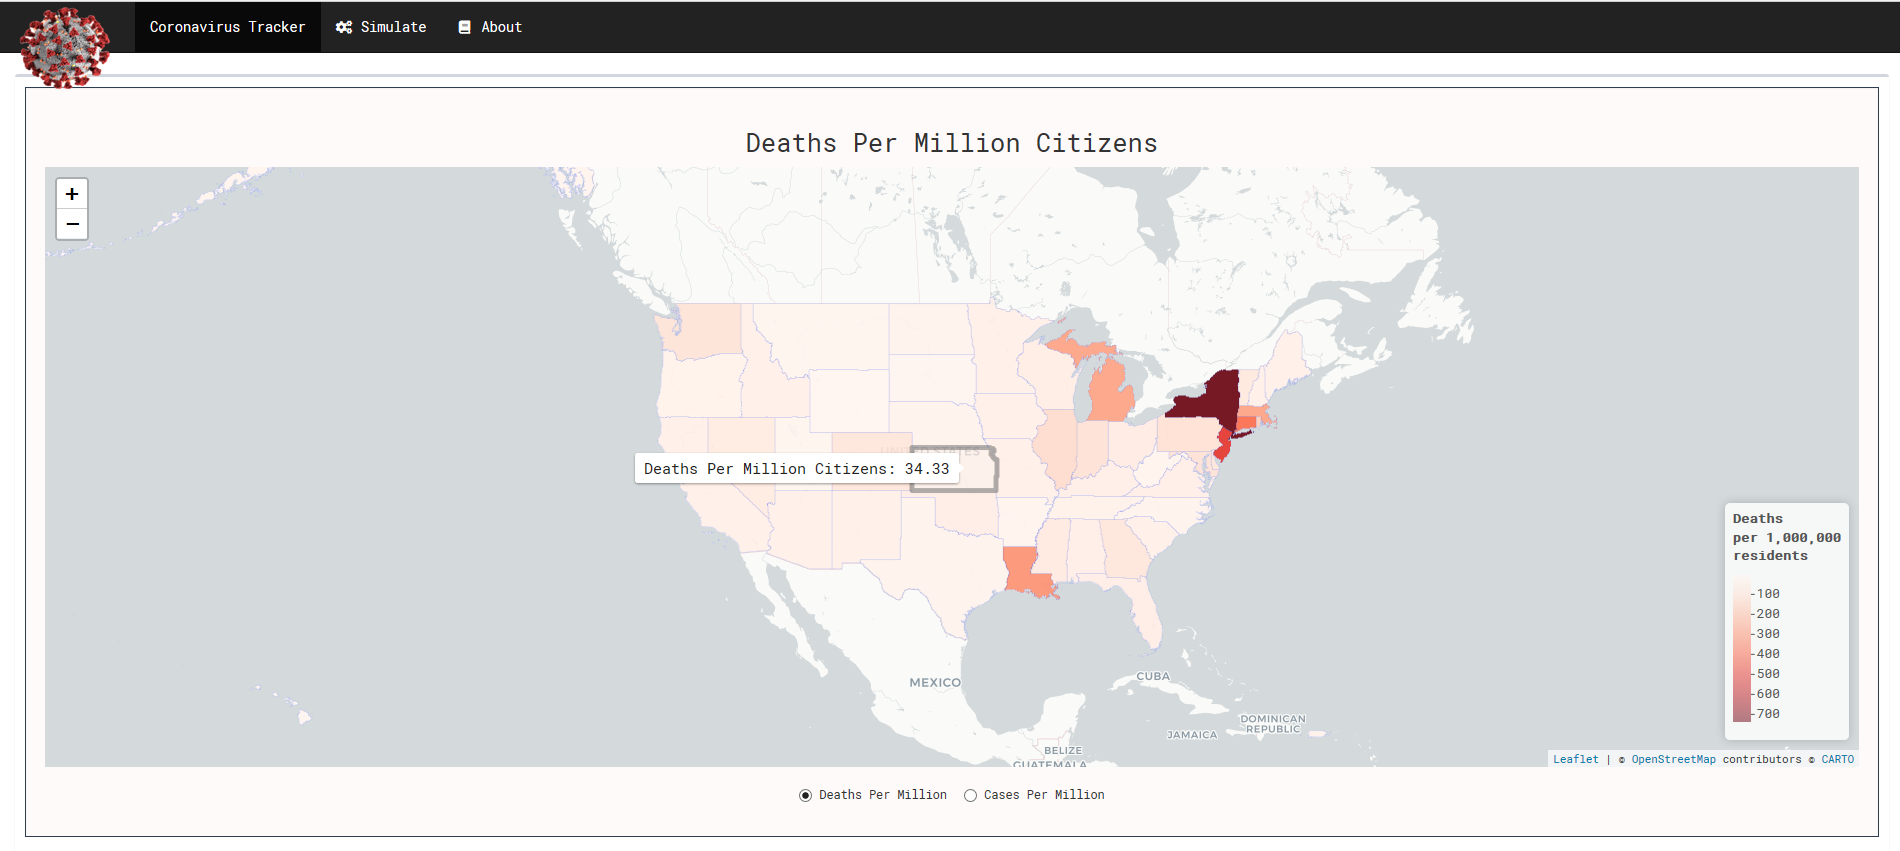 Coronavirus Tracker Simulate About
Deaths Per Million Citizens
+
−
UNITED STATES
Deaths Per Million Citizens: 34.33
Deaths
per 1,000,000
residents
-100
-200
-300
-400
-500
-600
-700
MEXICO
CUBA
DOMINICAN
REPUBLIC
JAMAICA
BELIZE
GUATEMALA
Leaflet | © OpenStreetMap contributors © CARTO
Deaths Per Million Cases Per Million